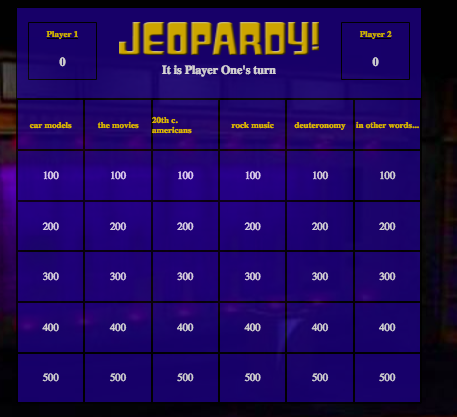 JEOPARDY!
Player 1
0
Player 2
0
It is Player One's turn
car models
the movies
20th c.
americans
rock music
deuteronomy
in other words...
100 100 100 100 100 100
200 200 200 200 200 200
300 300 300 300 300 300
400 400 400 400 400 400
500 500 500 500 500 500